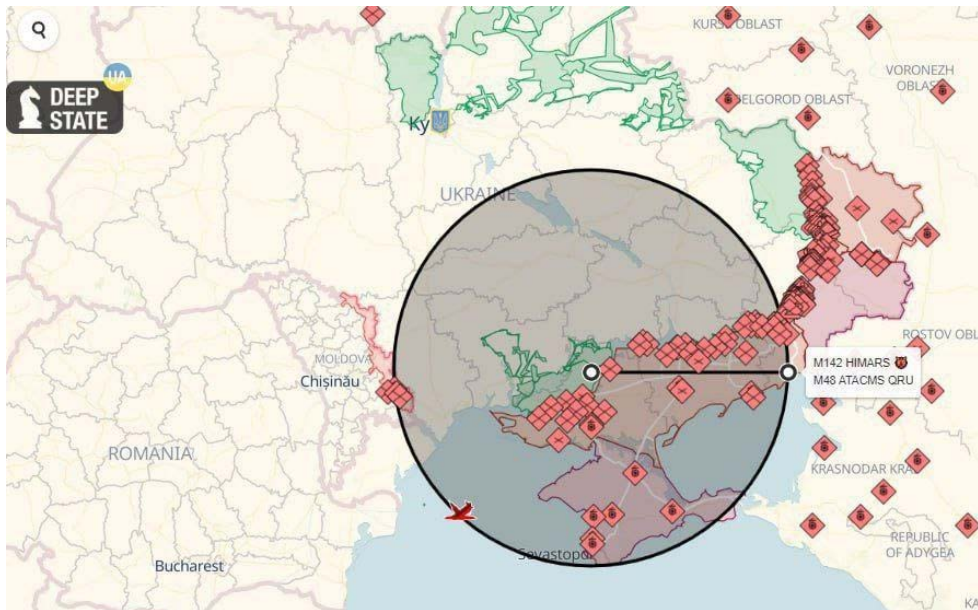 KURSK OBLAST
VORONEZH
OBLAST
UA
DEEP
STATE
BELGOROD OBLAST
Ky
UKRAINE
ROSTOV OBL
M142 HIMARS
M48 ATACMS QRU
MOLDOVA
Chișinău
ROMANIA
KRASNODAR KRAI
Sevastopol
REPUBLIC
OF ADYGEA
Bucharest
KA